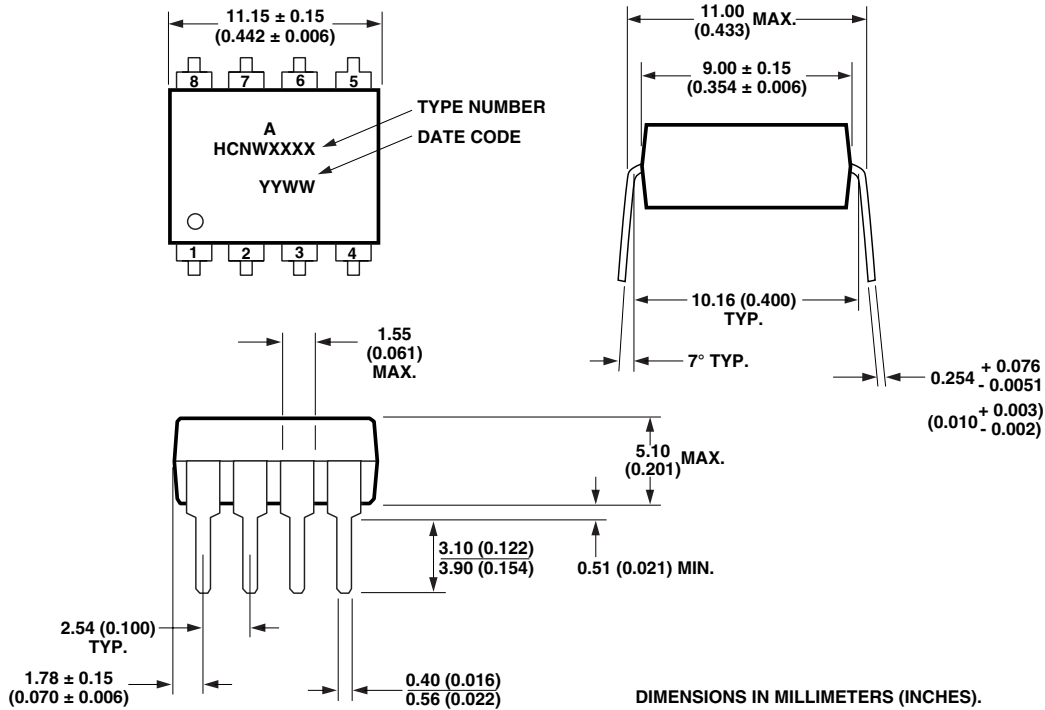 11.15 ± 0.15
(0.442 ± 0.006)
8 7 6 5
A
HCNWXXXX
YYWW
TYPE NUMBER
DATE CODE
1 2 3 4
11.00
(0.433) MAX.
9.00 ± 0.15
(0.354 ± 0.006)
10.16 (0.400)
TYP.
7° TYP.
0.254 + 0.076
- 0.0051
(0.010 + 0.003)
- 0.002)
1.55
(0.061)
MAX.
5.10
(0.201) MAX.
3.10 (0.122)
3.90 (0.154)
0.51 (0.021) MIN.
2.54 (0.100)
TYP.
1.78 ± 0.15
(0.070 ± 0.006)
0.40 (0.016)
0.56 (0.022)
DIMENSIONS IN MILLIMETERS (INCHES).